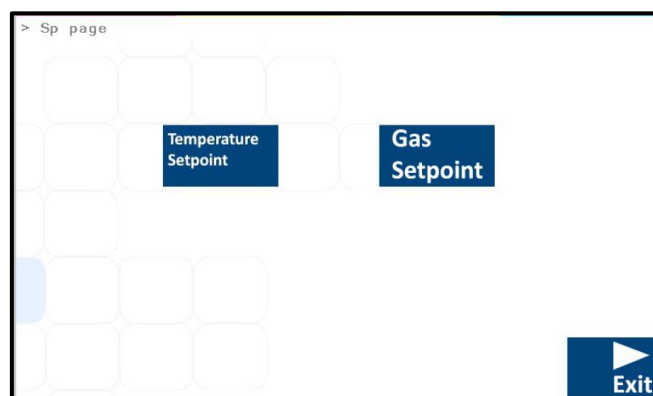 > Sp page
Temperature
Setpoint
Gas
Setpoint
Exit